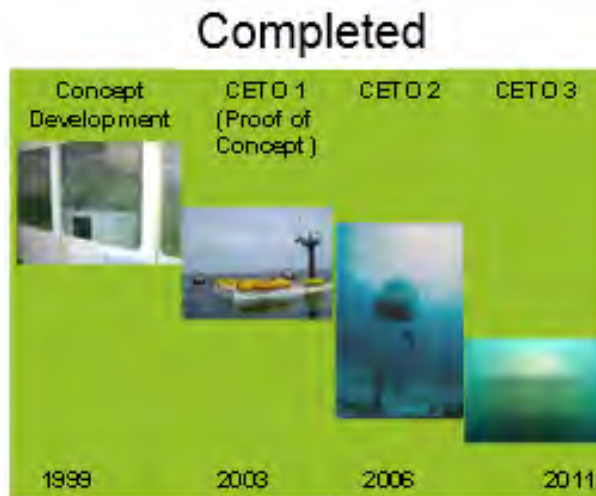 Completed
Concept Development
CETO 1 (Proof of Concept)
CETO 2
CETO 3
1999
2003
2006
2011